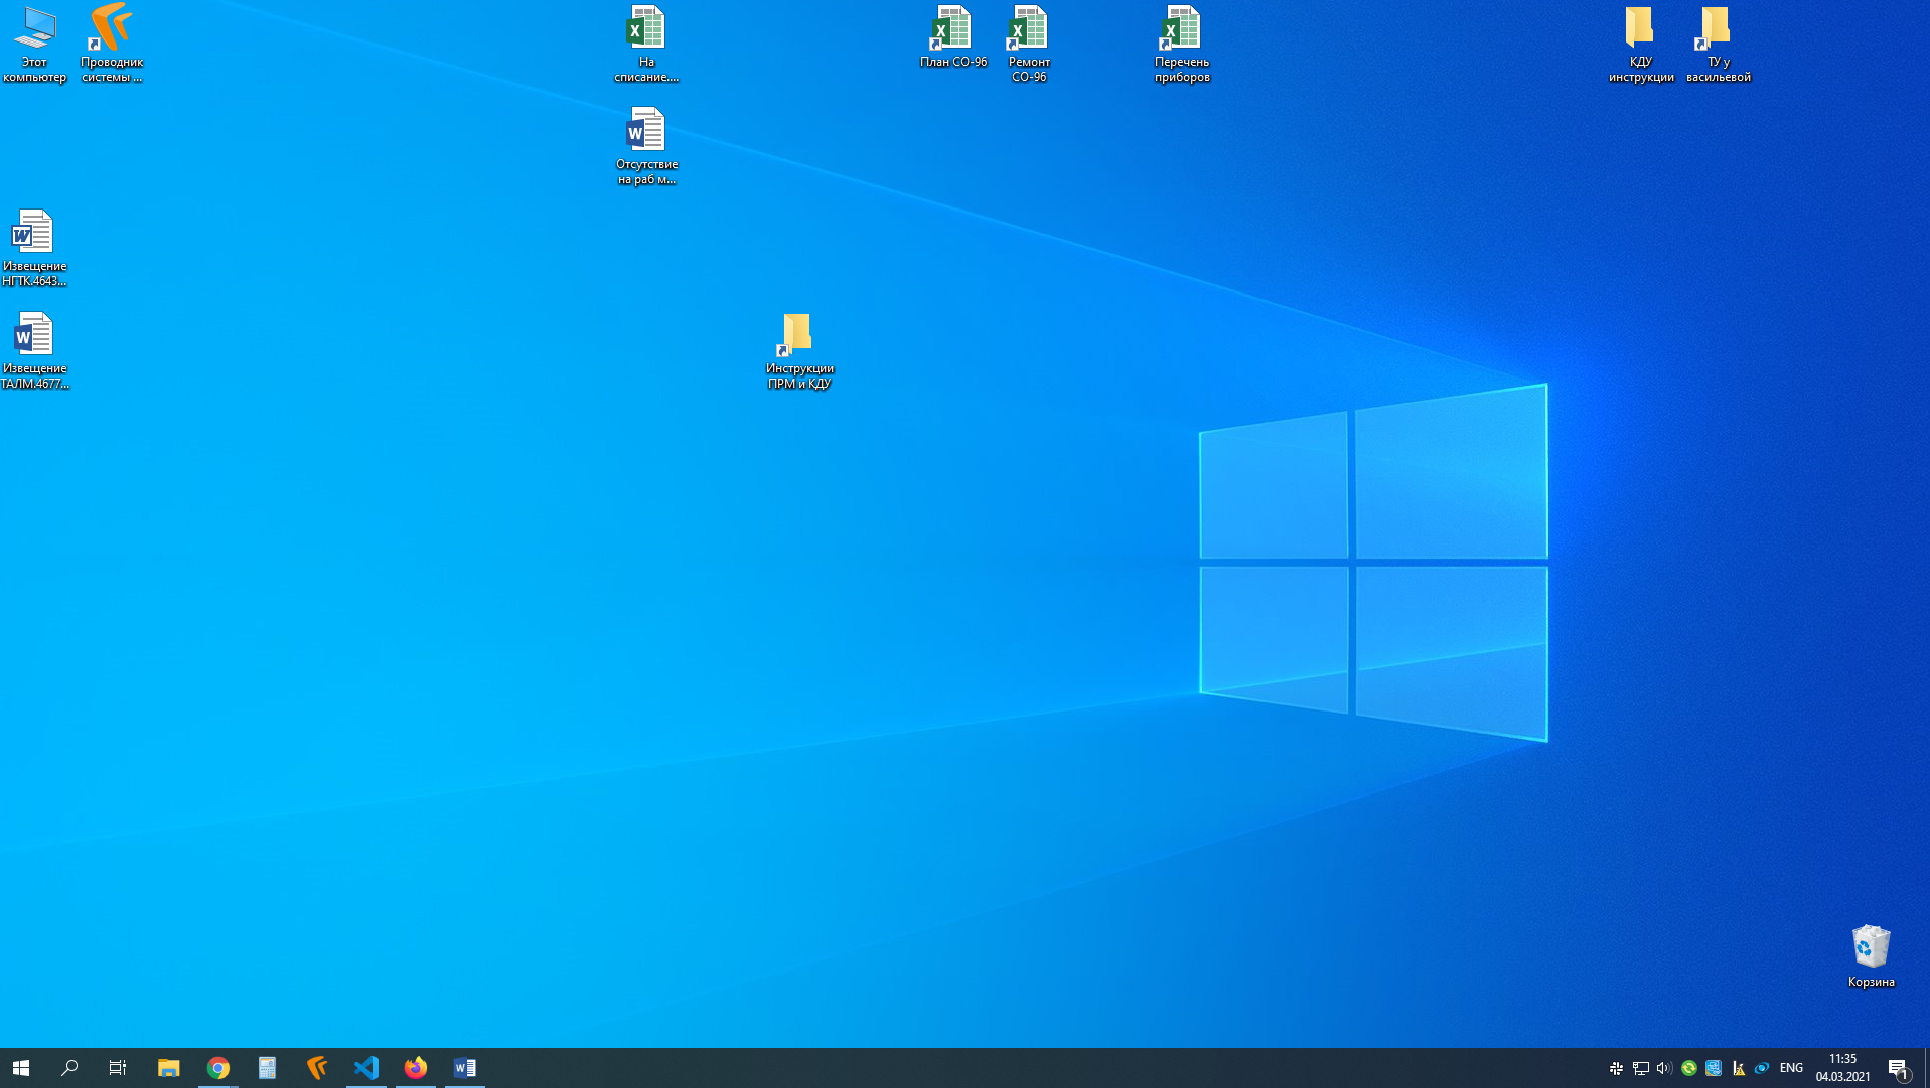 Этот
компьютер
Проводник
системы ...
На
списание....
План СО-96
Ремонт
СО-96
Перечень
приборов
КДУ
инструкции
ТУ у
васильевой
Отсутствие
на раб м...
Извещение
НГТК.4643...
Извещение
ТАЛМ.4677...
Инструкции
ПРМ и КДУ
Корзина
ENG
11:35
04.03.2021
1